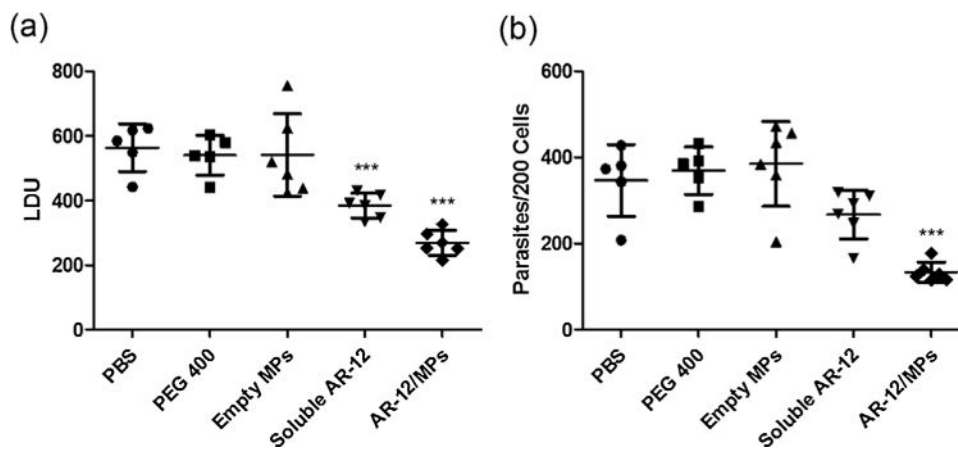 (a)
LDU
800
600
400
200
0
***
***
PBS
PEG 400
Empty MPs
Soluble AR-12
AR-12/MPs
(b)
Parasites/200 Cells
600
400
200
0
***
PBS
PEG 400
Empty MPs
Soluble AR-12
AR-12/MPs